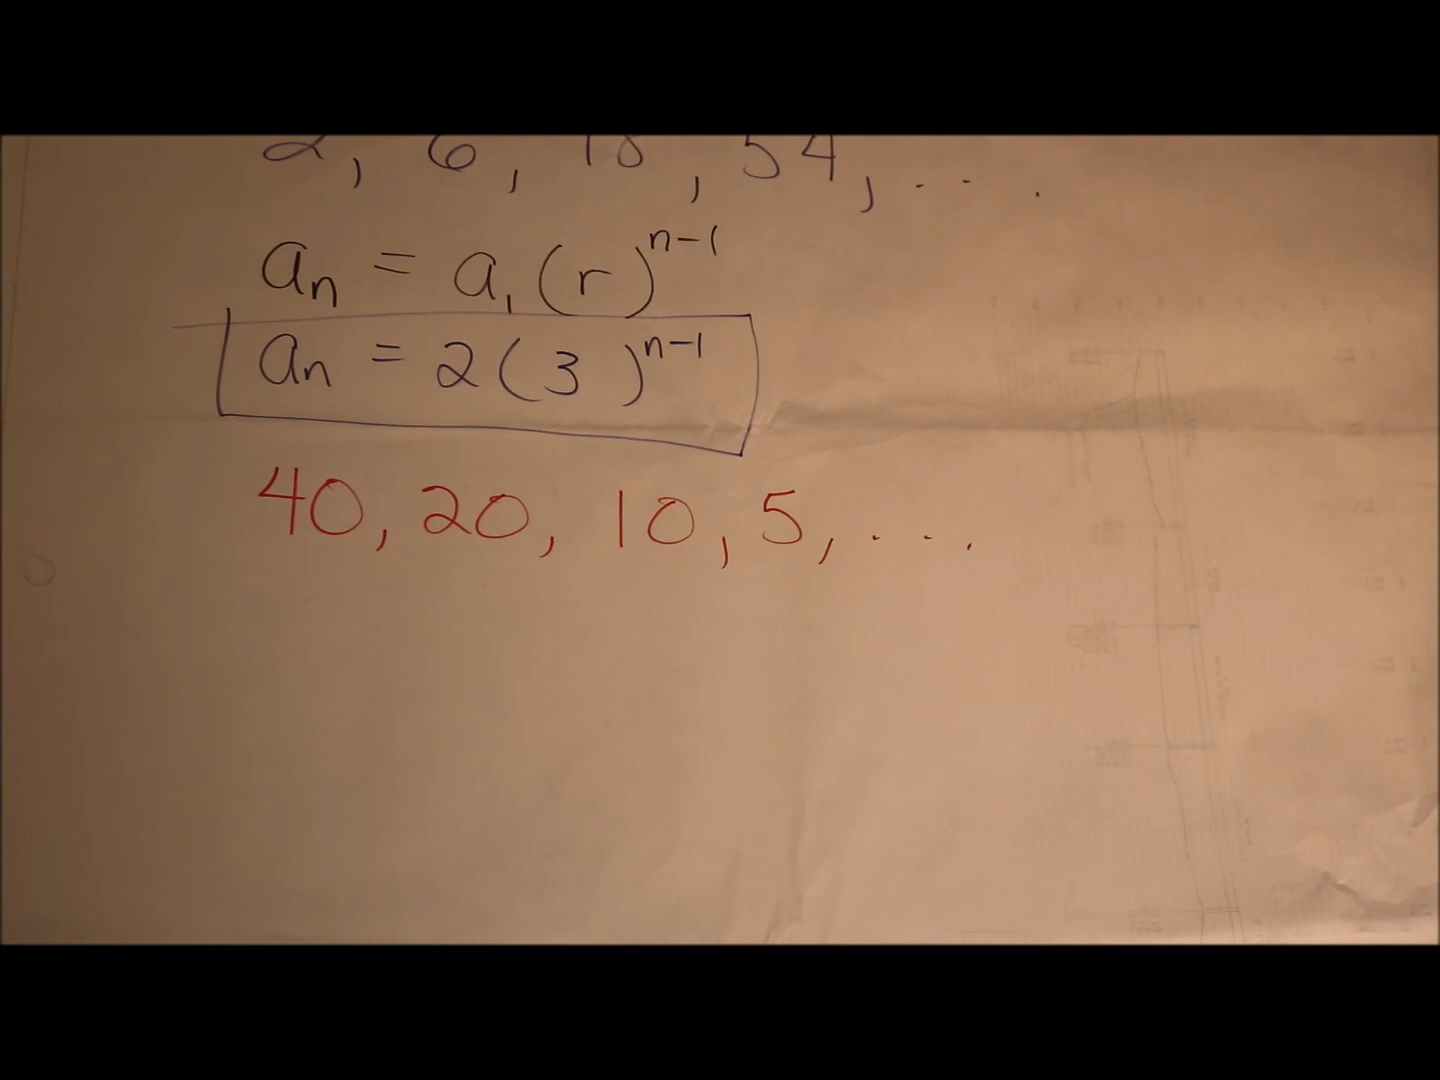 2, 6, 18, 54, . . .
aₙ = a₁ (r)ⁿ⁻¹
aₙ = 2 (3)ⁿ⁻¹
40, 20, 10, 5, . . .